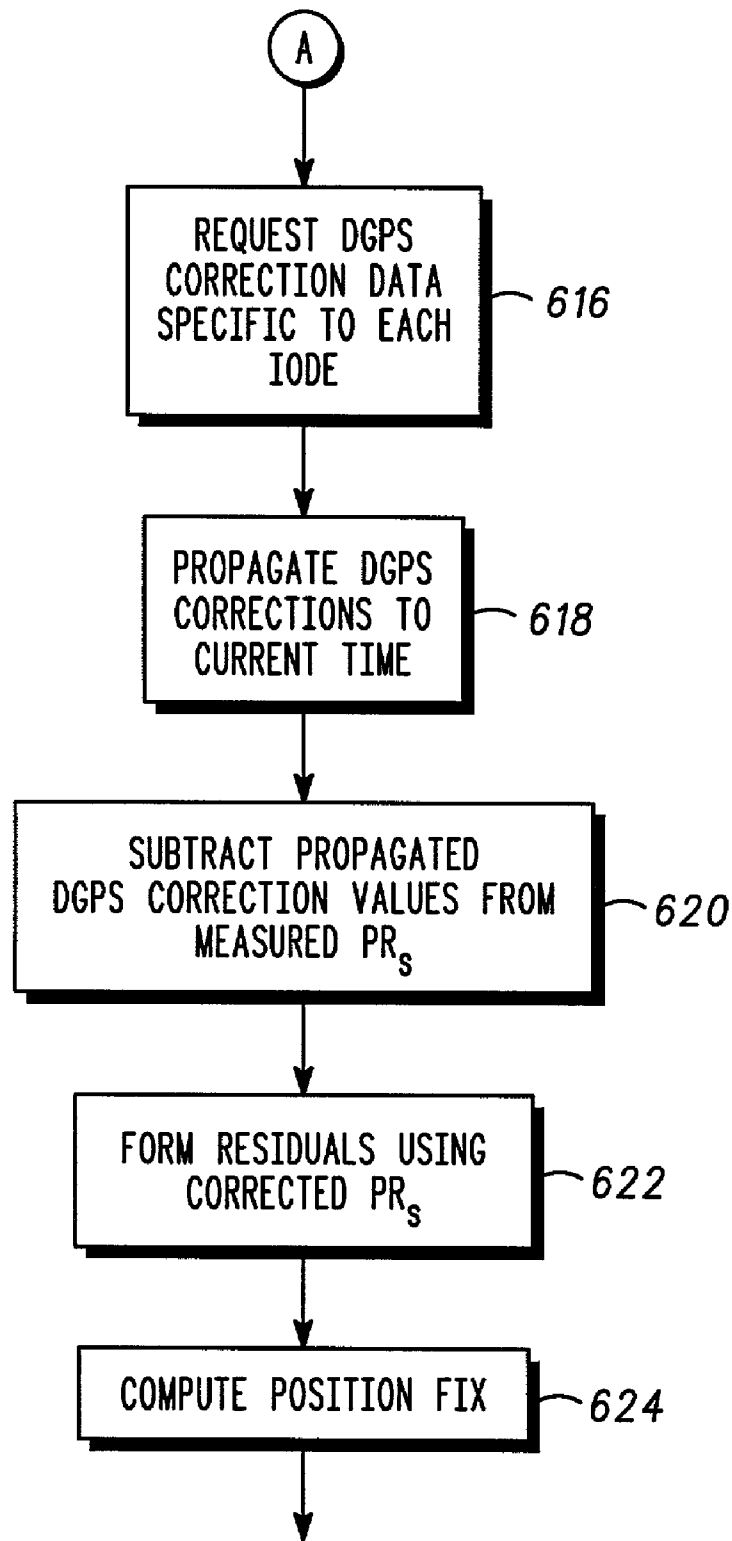 A
REQUEST DGPS
CORRECTION DATA
SPECIFIC TO EACH
IODE
616
PROPAGATE DGPS
CORRECTIONS TO
CURRENT TIME
618
SUBTRACT PROPAGATED
DGPS CORRECTION VALUES FROM
MEASURED PRs
620
FORM RESIDUALS USING
CORRECTED PRs
622
COMPUTE POSITION FIX
624